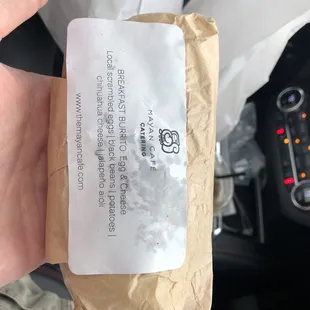 MAYAN CAFE
CATERING
BREAKFAST BURRITO: Egg & Cheese
Local scrambled eggs | black beans | potatoes |
chihuahua cheese | jalapeño aioli
www.themayancafe.com